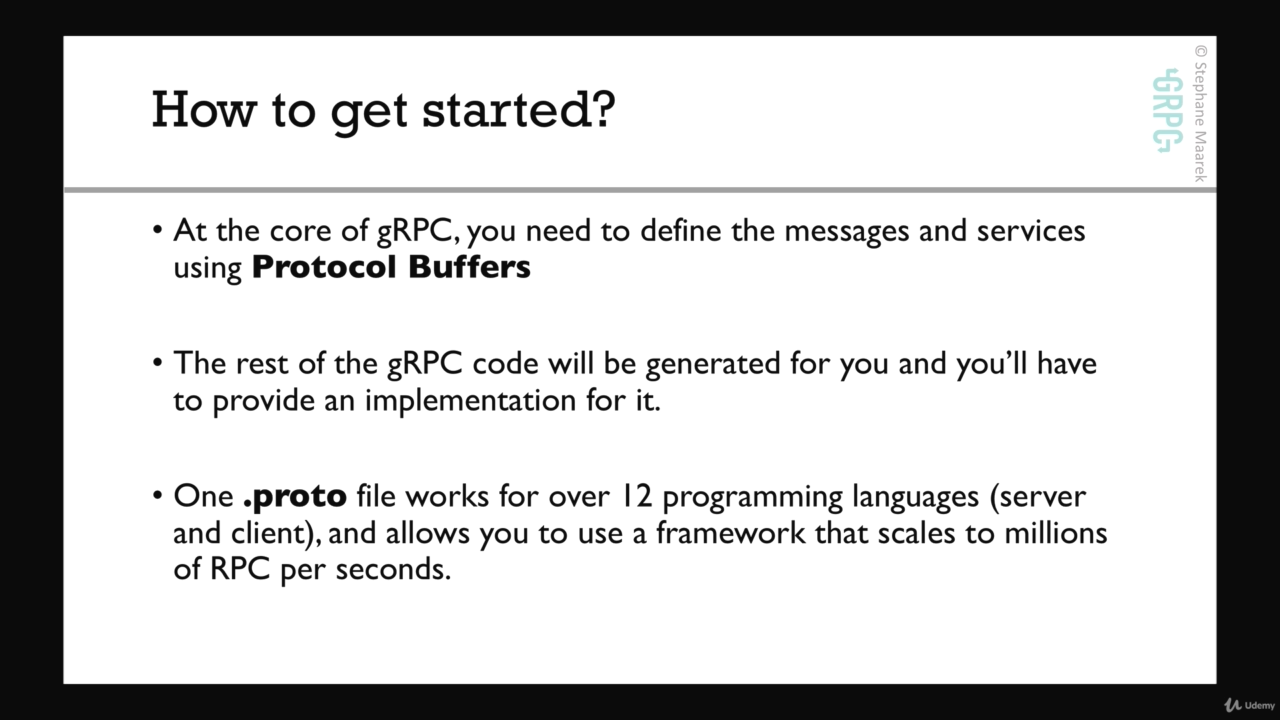 How to get started?
GRPC
© Stephane Maarek
• At the core of gRPC, you need to define the messages and services
using Protocol Buffers
• The rest of the gRPC code will be generated for you and you’ll have
to provide an implementation for it.
• One .proto file works for over 12 programming languages (server
and client), and allows you to use a framework that scales to millions
of RPC per seconds.
Udemy